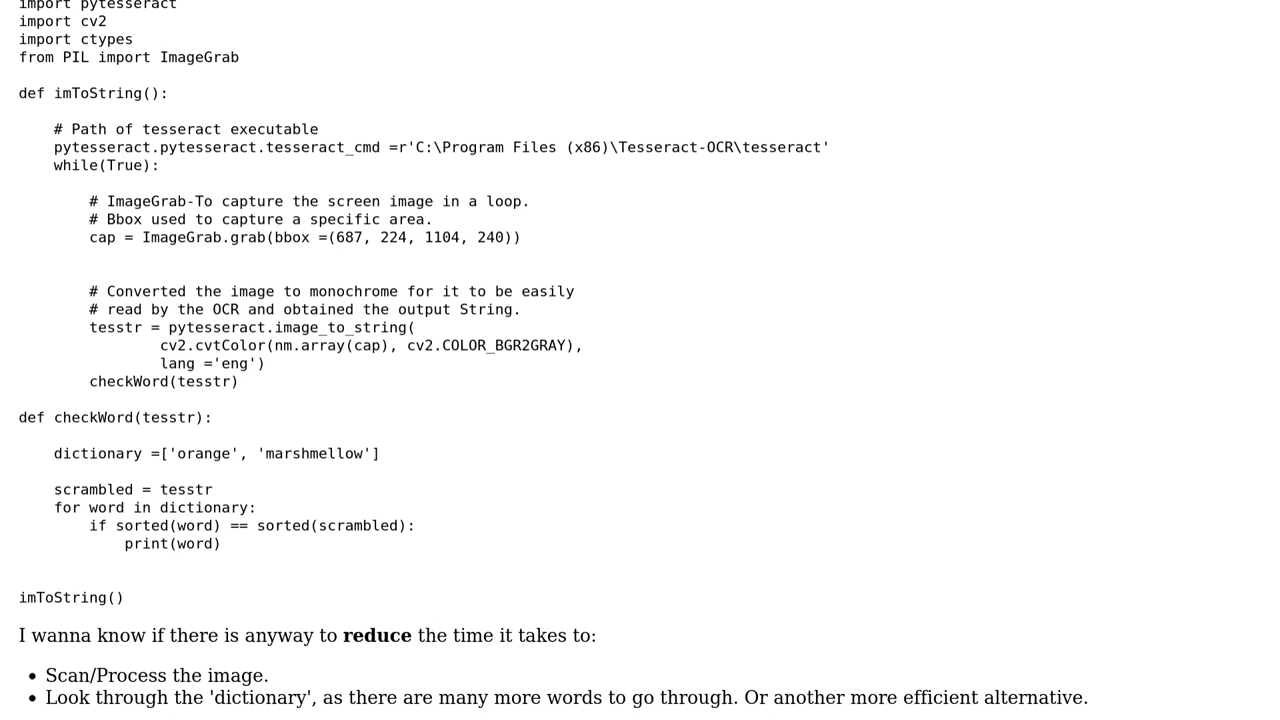 import pytesseract
import cv2
import ctypes
from PIL import ImageGrab

def imToString():

    # Path of tesseract executable
    pytesseract.pytesseract.tesseract_cmd =r'C:\Program Files (x86)\Tesseract-OCR\tesseract'
    while(True):

        # ImageGrab-To capture the screen image in a loop.
        # Bbox used to capture a specific area.
        cap = ImageGrab.grab(bbox =(687, 224, 1104, 240))


        # Converted the image to monochrome for it to be easily
        # read by the OCR and obtained the output String.
        tesstr = pytesseract.image_to_string(
                cv2.cvtColor(nm.array(cap), cv2.COLOR_BGR2GRAY),
                lang ='eng')
        checkWord(tesstr)

def checkWord(tesstr):

    dictionary =['orange', 'marshmellow']

    scrambled = tesstr
    for word in dictionary:
        if sorted(word) == sorted(scrambled):
            print(word)


imToString()
I wanna know if there is anyway to reduce the time it takes to:
• Scan/Process the image.
• Look through the 'dictionary', as there are many more words to go through. Or another more efficient alternative.